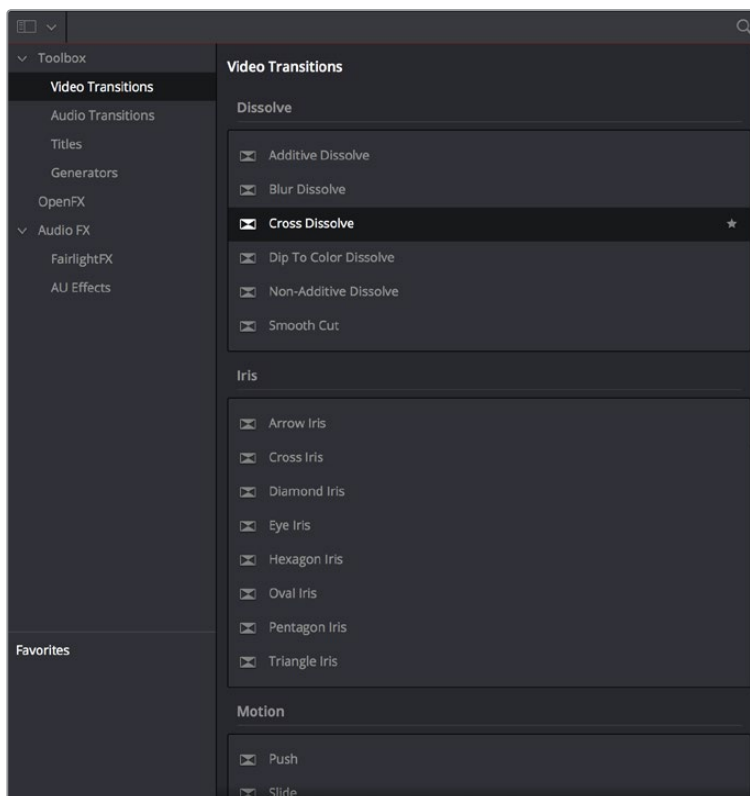 Toolbox
Video Transitions
Audio Transitions
Titles
Generators
OpenFX
Audio FX
FairlightFX
AU Effects
Favorites
Video Transitions
Dissolve
Additive Dissolve
Blur Dissolve
Cross Dissolve
Dip To Color Dissolve
Non-Additive Dissolve
Smooth Cut
Iris
Arrow Iris
Cross Iris
Diamond Iris
Eye Iris
Hexagon Iris
Oval Iris
Pentagon Iris
Triangle Iris
Motion
Push
Slide